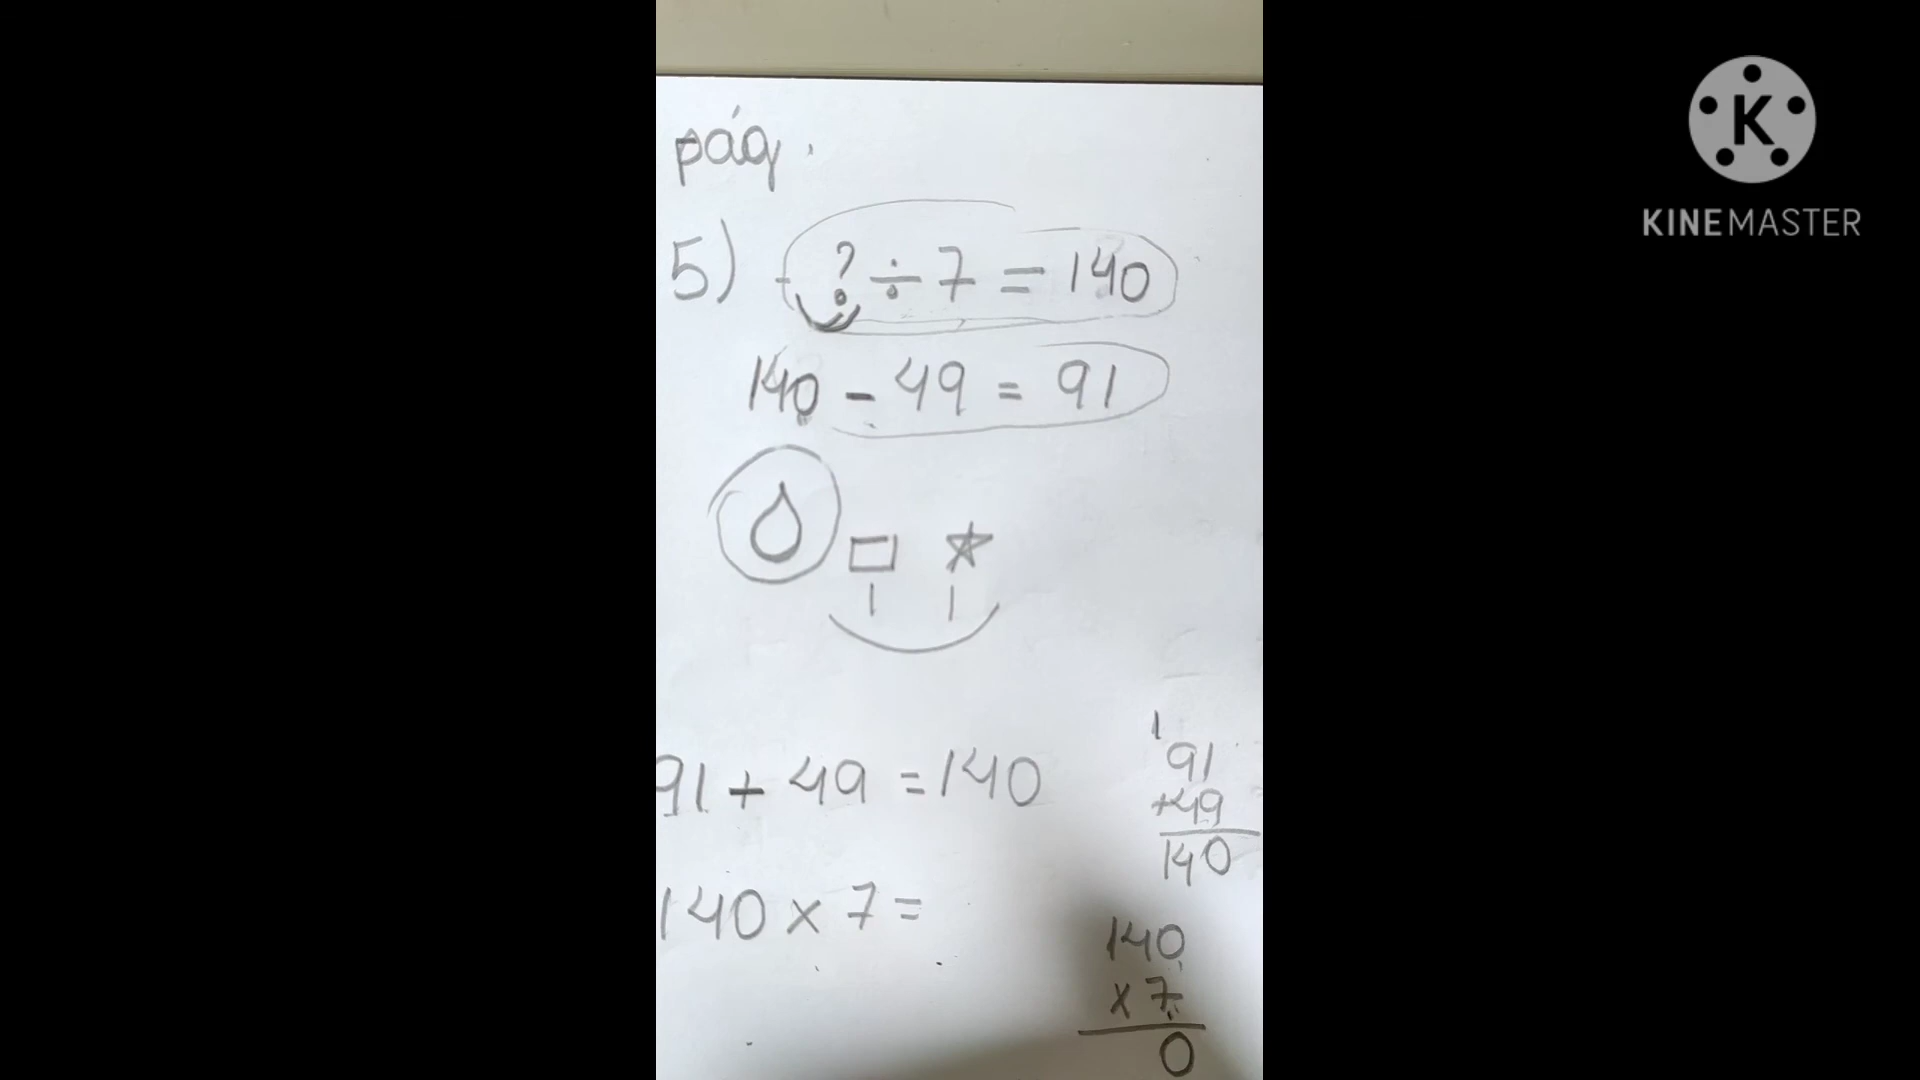 pág.
5) ? ÷ 7 = 140
140 - 49 = 91
91 + 49 = 140
1
91
+49
140
140 x 7 =
140
x 7
0
K
KINEMASTER